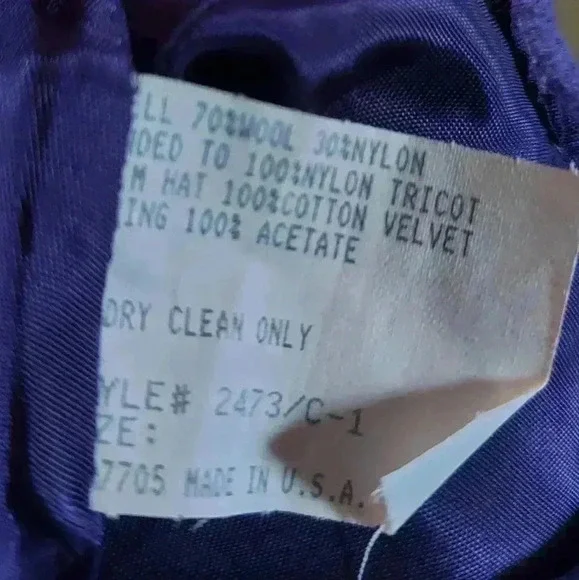 LL 70%WOOL 30%NYLON
DED TO 100%NYLON TRICOT
M HAT 100%COTTON VELVET
ING 100% ACETATE
DRY CLEAN ONLY
YLE# 2473/C-1
ZE:
7705 MADE IN U.S.A.